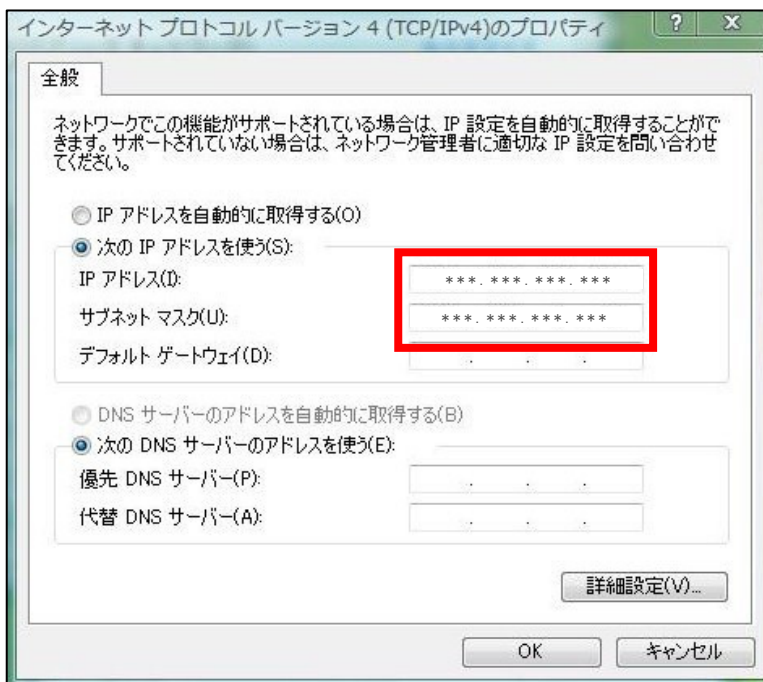 インターネット プロトコル バージョン 4 (TCP/IPv4)のプロパティ
? X
全般
ネットワークでこの機能がサポートされている場合は、IP 設定を自動的に取得することがで
きます。サポートされていない場合は、ネットワーク管理者に適切な IP 設定を問い合わせ
てください。
IP アドレスを自動的に取得する(O)
次の IP アドレスを使う(S):
IP アドレス(I): ***.***.***.***
サブネット マスク(U): ***.***.***.***
デフォルト ゲートウェイ(D): . . .
DNS サーバーのアドレスを自動的に取得する(B)
次の DNS サーバーのアドレスを使う(E):
優先 DNS サーバー(P): . . .
代替 DNS サーバー(A): . . .
詳細設定(V)...
OK キャンセル